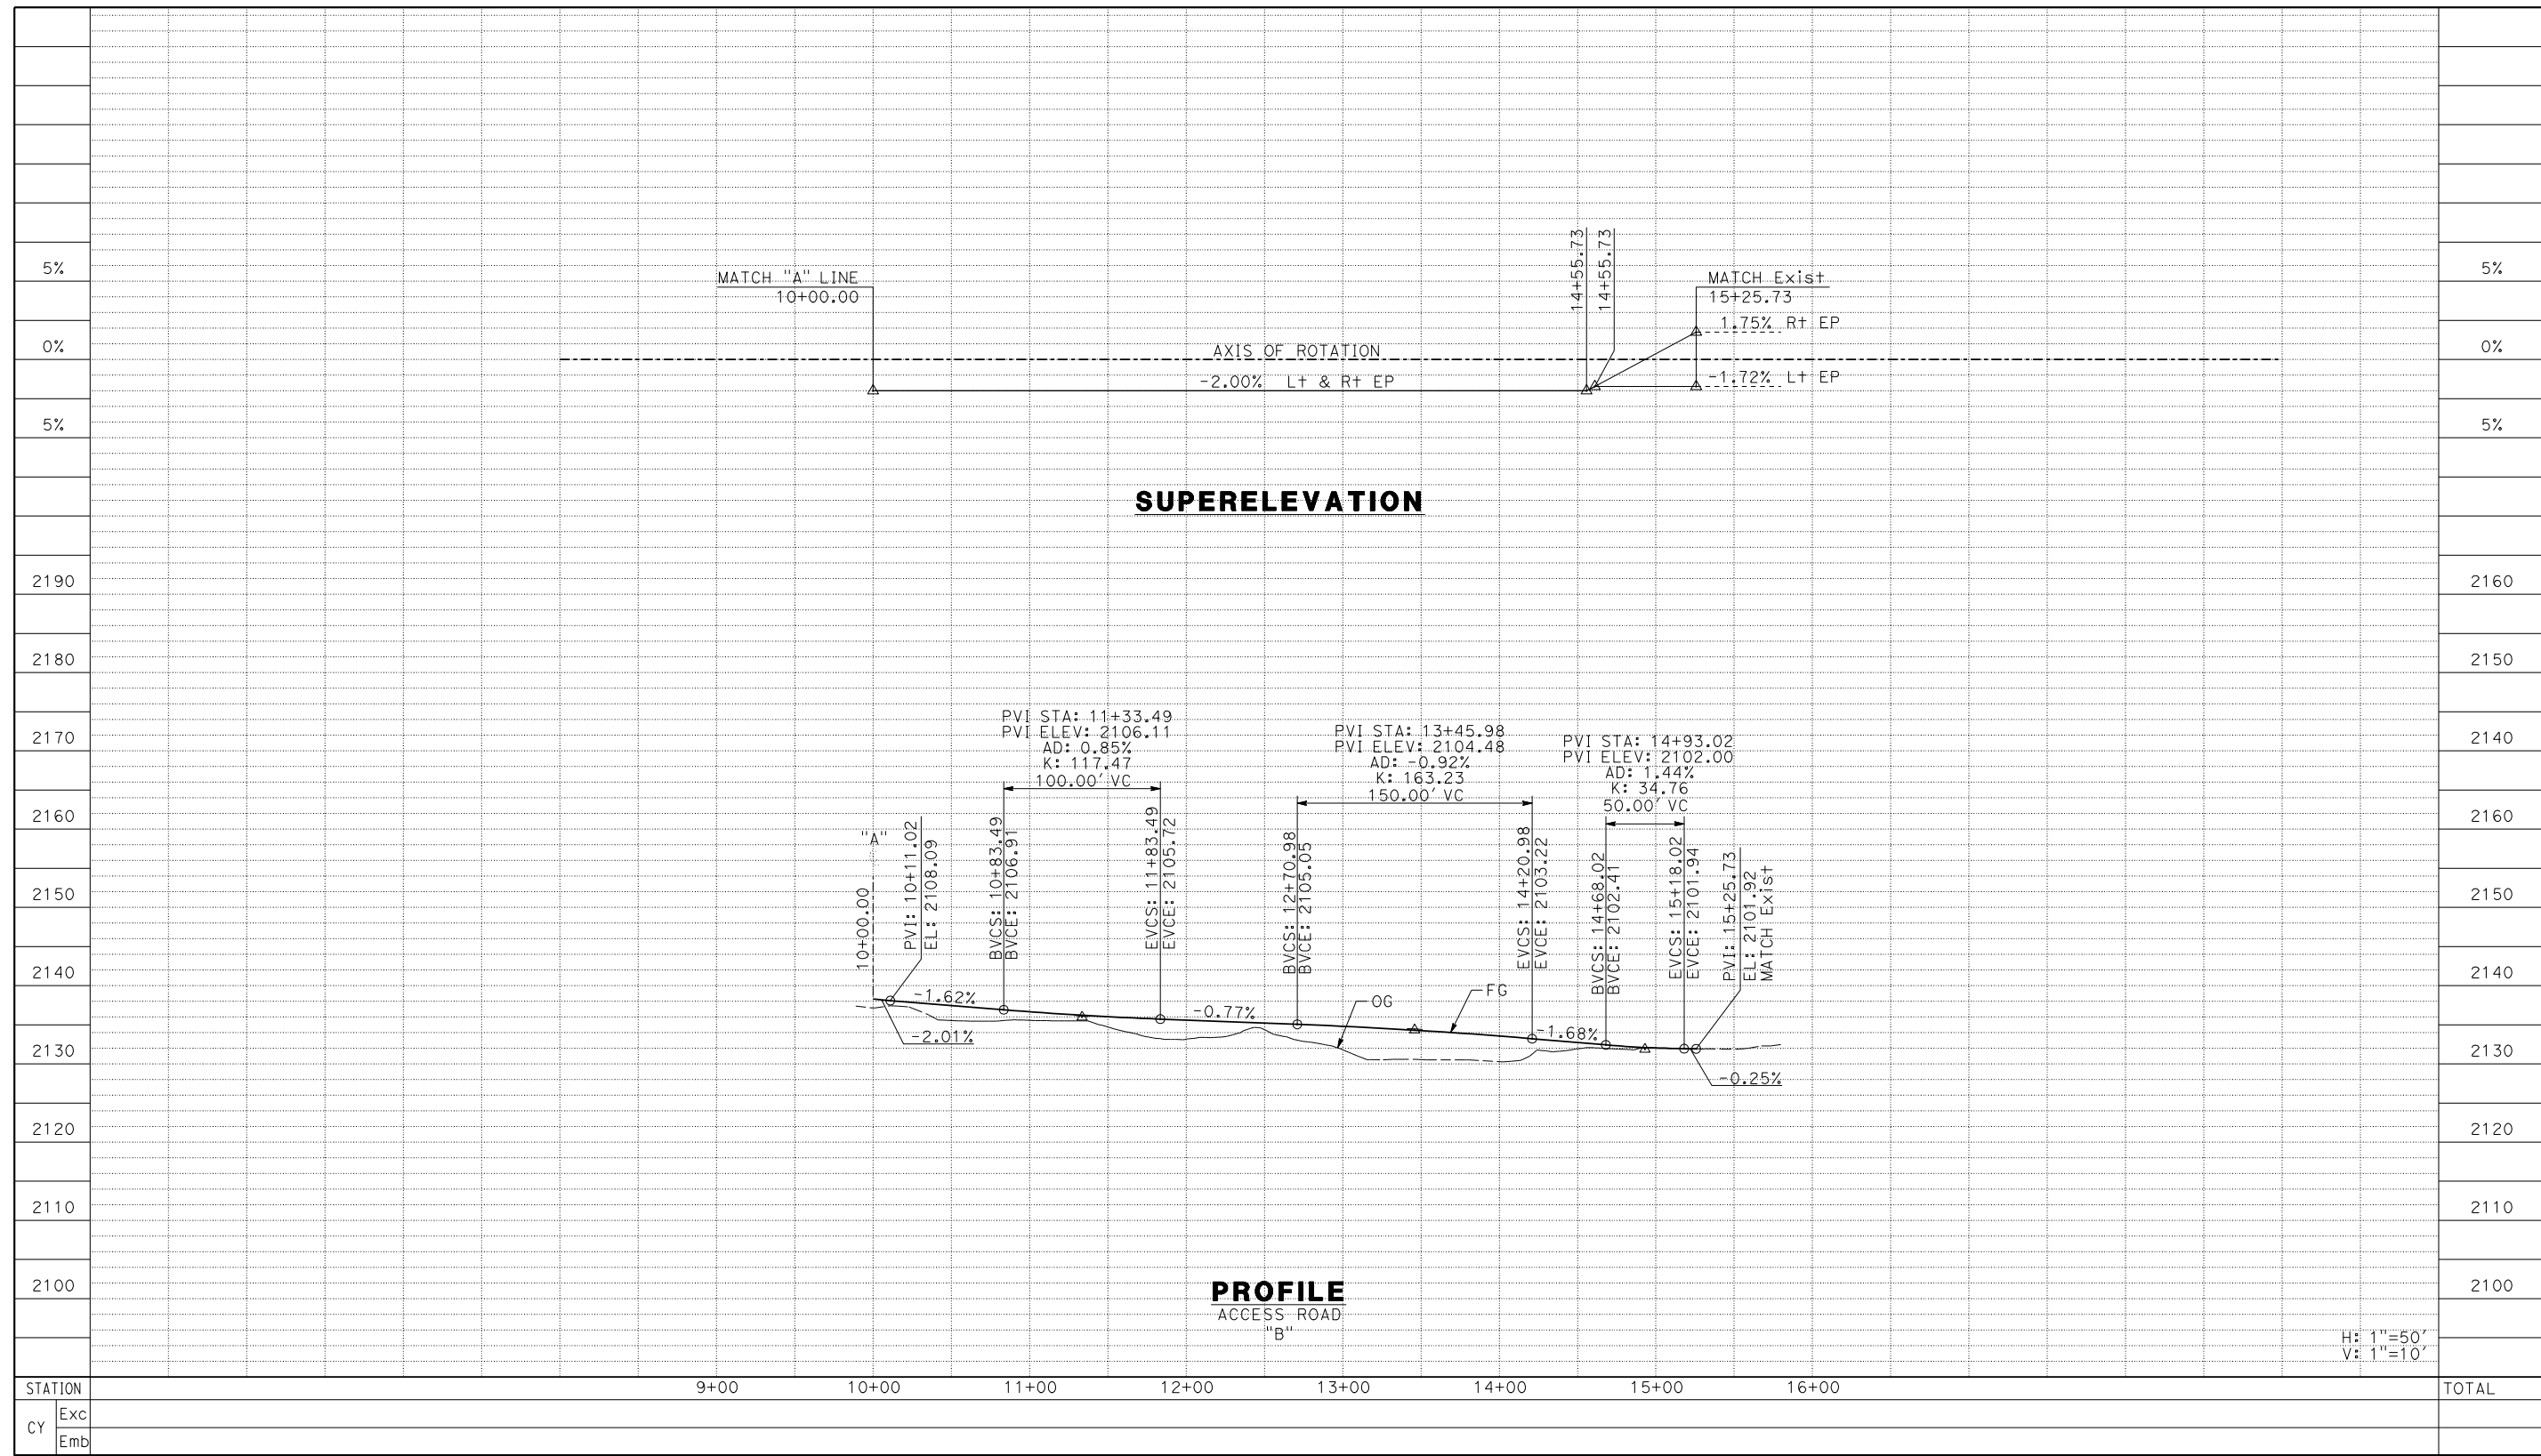 5%
5%
0%
0%
5%
5%
MATCH "A" LINE
10+00.00
14+55.73
14+55.73
MATCH Exist
15+25.73
1.75% Rt EP
AXIS OF ROTATION
-2.00% Lt & Rt EP
-1.72% Lt EP
SUPERELEVATION
2190
2160
2180
2150
2170
2140
2160
2160
2150
2150
2140
2140
2130
2130
2120
2120
2110
2110
2100
2100
PVI STA: 11+33.49
PVI ELEV: 2106.11
AD: 0.85%
K: 117.47
100.00' VC
PVI STA: 13+45.98
PVI ELEV: 2104.48
AD: -0.92%
K: 163.23
150.00' VC
PVI STA: 14+93.02
PVI ELEV: 2102.00
AD: 1.44%
K: 34.76
50.00' VC
"A"
10+00.00
PVI: 10+11.02
EL: 2108.09
BVCS: 10+83.49
BVCE: 2106.91
EVCS: 11+83.49
EVCE: 2105.72
BVCS: 12+70.98
BVCE: 2105.05
EVCS: 14+20.98
EVCE: 2103.22
BVCS: 14+68.02
BVCE: 2102.41
EVCS: 15+18.02
EVCE: 2101.94
PVI: 15+25.73
EL: 2101.92
MATCH Exist
-1.62%
-2.01%
-0.77%
OG
FG
-1.68%
-0.25%
PROFILE
ACCESS ROAD
"B"
H: 1"=50'
V: 1"=10'
STATION
9+00
10+00
11+00
12+00
13+00
14+00
15+00
16+00
TOTAL
CY
Exc
Emb